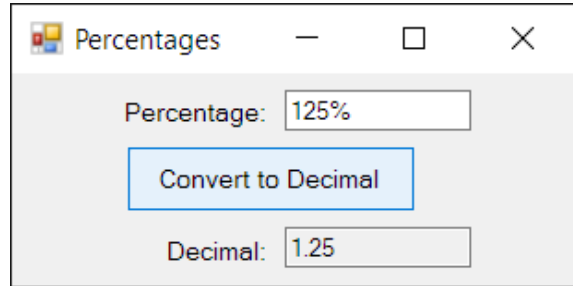 Percentages
Percentage: 125%
Convert to Decimal
Decimal: 1.25